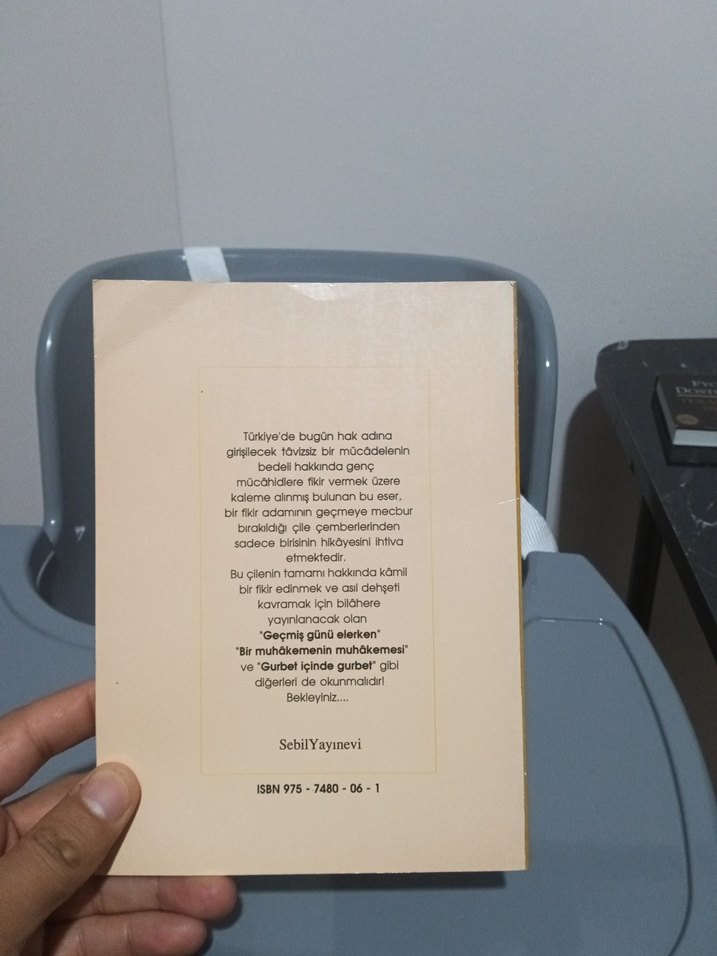 Türkiye'de bugün hak adına
girişilecek tâvizsiz bir mücâdelenin
bedeli hakkında genç
mücâhidlere fikir vermek üzere
kaleme alınmış bulunan bu eser,
bir fikir adamının geçmeye mecbur
bırakıldığı çile çemberlerinden
sadece birisinin hikâyesini ihtiva
etmektedir.
Bu çilenin tamamı hakkında kâmil
bir fikir edinmek ve asıl dehşeti
kavramak için bilâhere
yayınlanacak olan
"Geçmiş günü elerken"
"Bir muhâkemenin muhâkemesi"
ve "Gurbet içinde gurbet" gibi
diğerleri de okunmalıdır!
Bekleyiniz....
SebilYayınevi
ISBN 975 - 7480 - 06 - 1